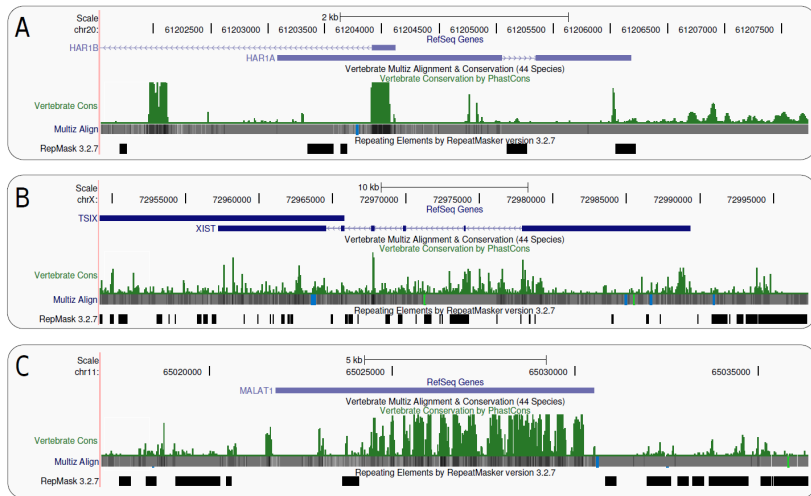 A
Scale 2 kb
chr20: 61202500 61203000 61203500 61204000 61204500 61205000 61205500 61206000 61206500 61207000 61207500
RefSeq Genes
HAR1B
HAR1A
Vertebrate Multiz Alignment & Conservation (44 Species)
Vertebrate Conservation by PhastCons
Vertebrate Cons
Multiz Align
Repeating Elements by RepeatMasker version 3.2.7
RepMask 3.2.7
B
Scale 10 kb
chrX: 72955000 72960000 72965000 72970000 72975000 72980000 72985000 72990000 72995000
RefSeq Genes
TSIX
XIST
Vertebrate Multiz Alignment & Conservation (44 Species)
Vertebrate Conservation by PhastCons
Vertebrate Cons
Multiz Align
Repeating Elements by RepeatMasker version 3.2.7
RepMask 3.2.7
C
Scale 5 kb
chr11: 65020000 65025000 65030000 65035000
RefSeq Genes
MALAT1
Vertebrate Multiz Alignment & Conservation (44 Species)
Vertebrate Conservation by PhastCons
Vertebrate Cons
Multiz Align
Repeating Elements by RepeatMasker version 3.2.7
RepMask 3.2.7